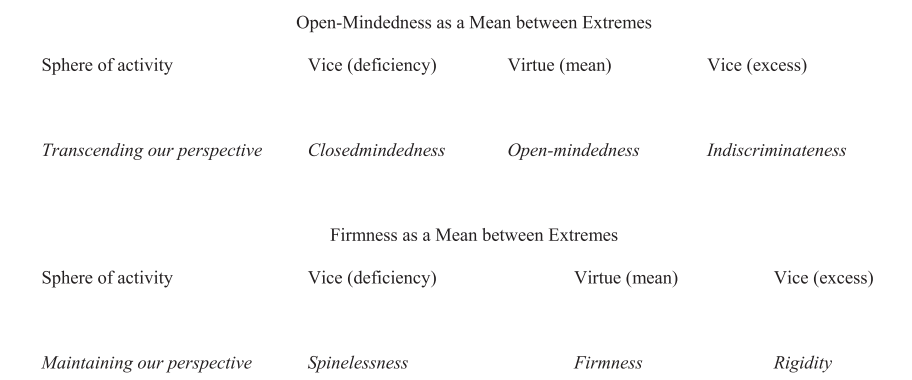 Open-Mindedness as a Mean between Extremes
Sphere of activity Vice (deficiency) Virtue (mean) Vice (excess)
Transcending our perspective Closedmindedness Open-mindedness Indiscriminateness
Firmness as a Mean between Extremes
Sphere of activity Vice (deficiency) Virtue (mean) Vice (excess)
Maintaining our perspective Spinelessness Firmness Rigidity